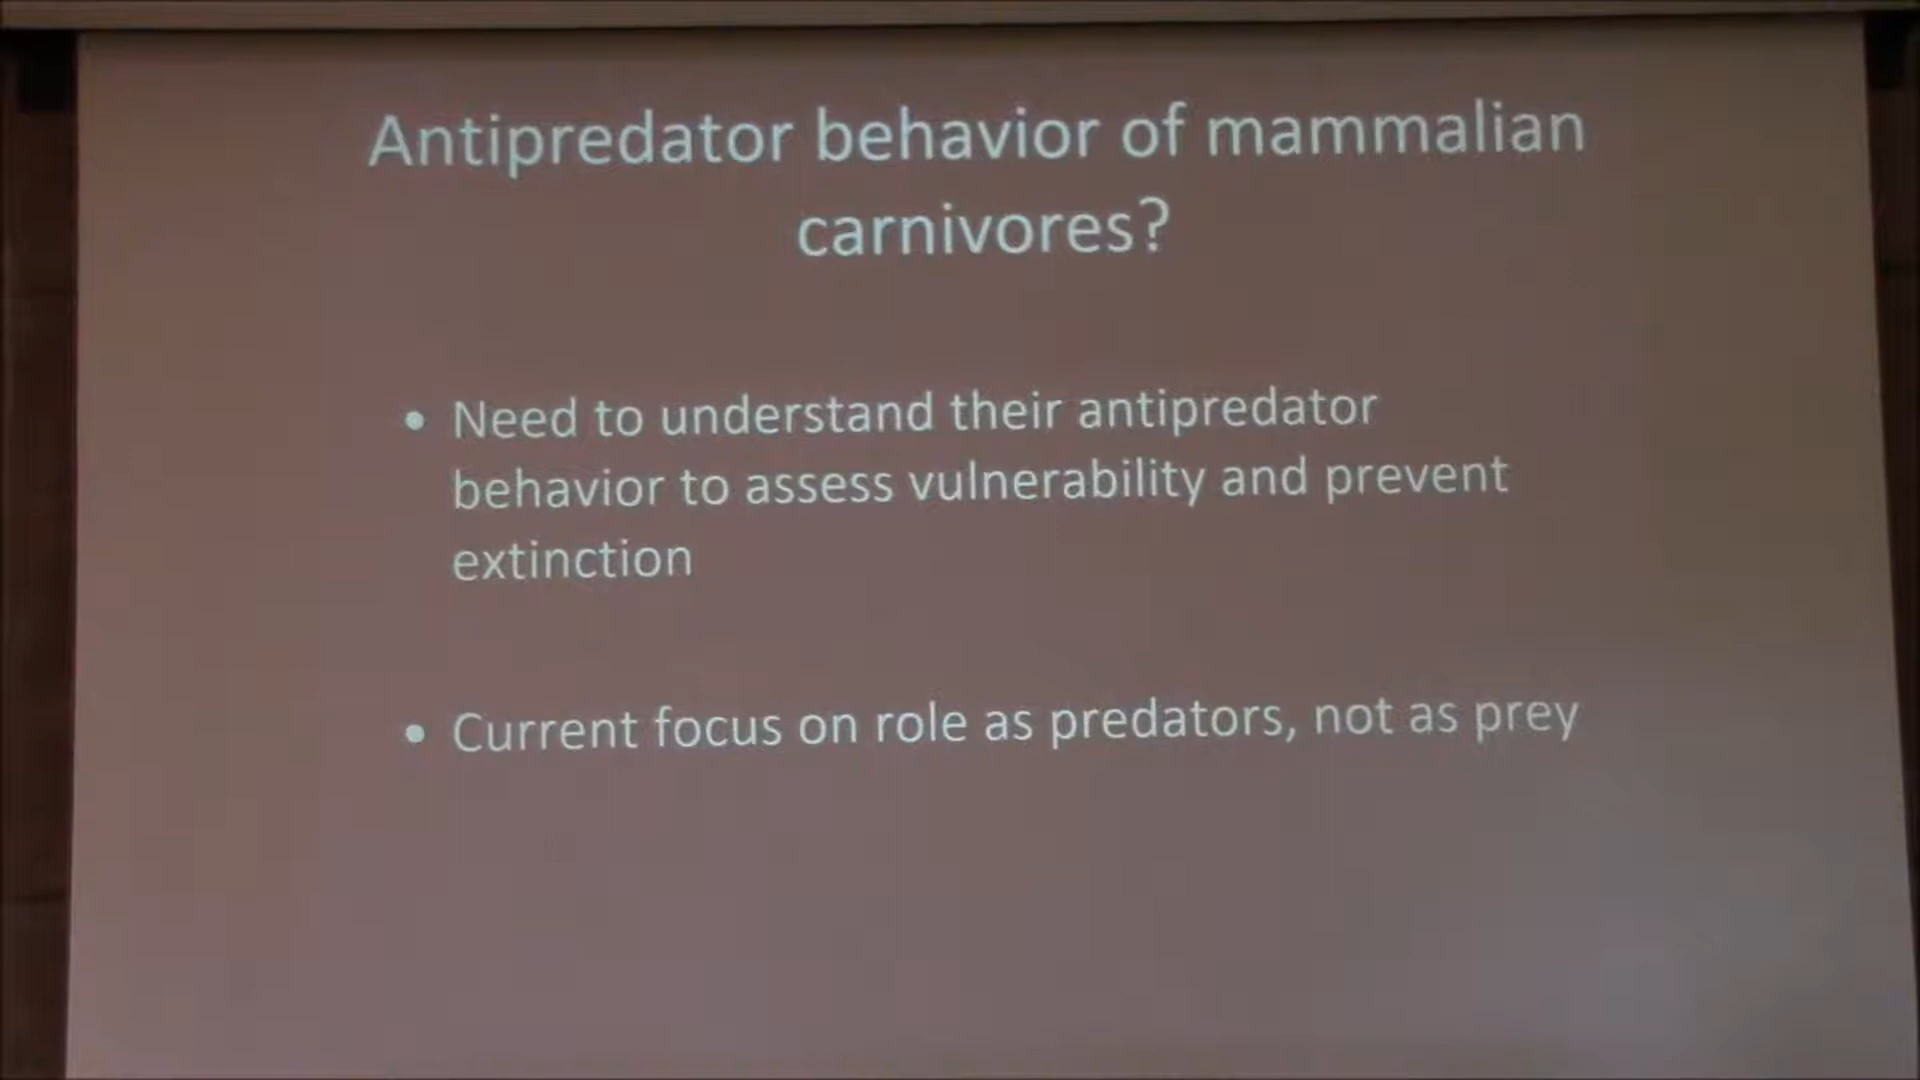 Antipredator behavior of mammalian
carnivores?
• Need to understand their antipredator
behavior to assess vulnerability and prevent
extinction
• Current focus on role as predators, not as prey